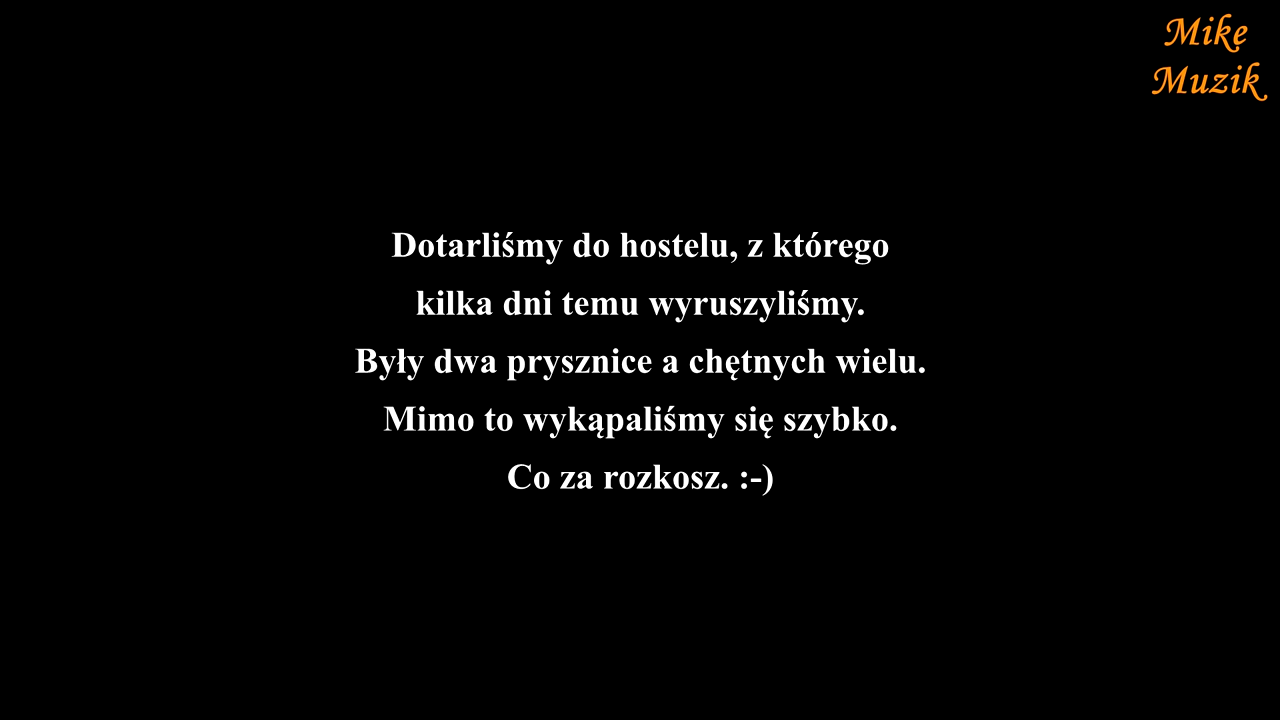 Mike
Muzik
Dotarliśmy do hostelu, z którego
kilka dni temu wyruszyliśmy.
Były dwa prysznice a chętnych wielu.
Mimo to wykąpaliśmy się szybko.
Co za rozkosz. :-)